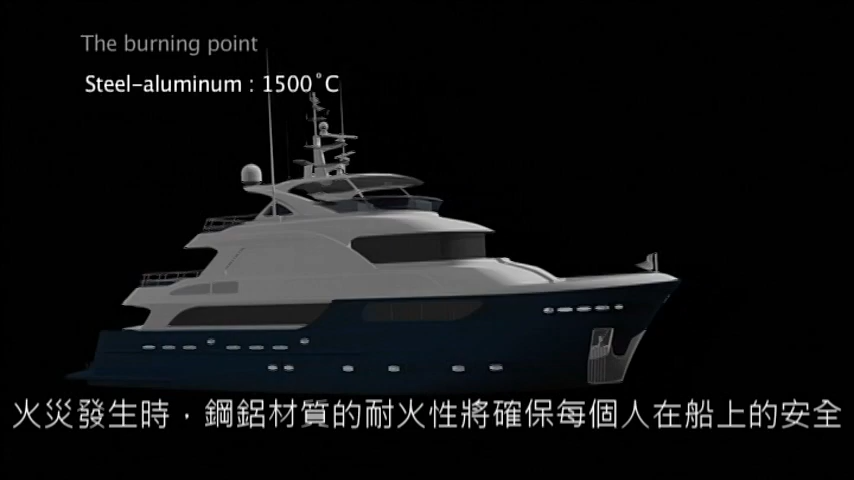 The burning point
Steel-aluminum : 1500°C
火災發生時，鋼鋁材質的耐火性將確保每個人在船上的安全